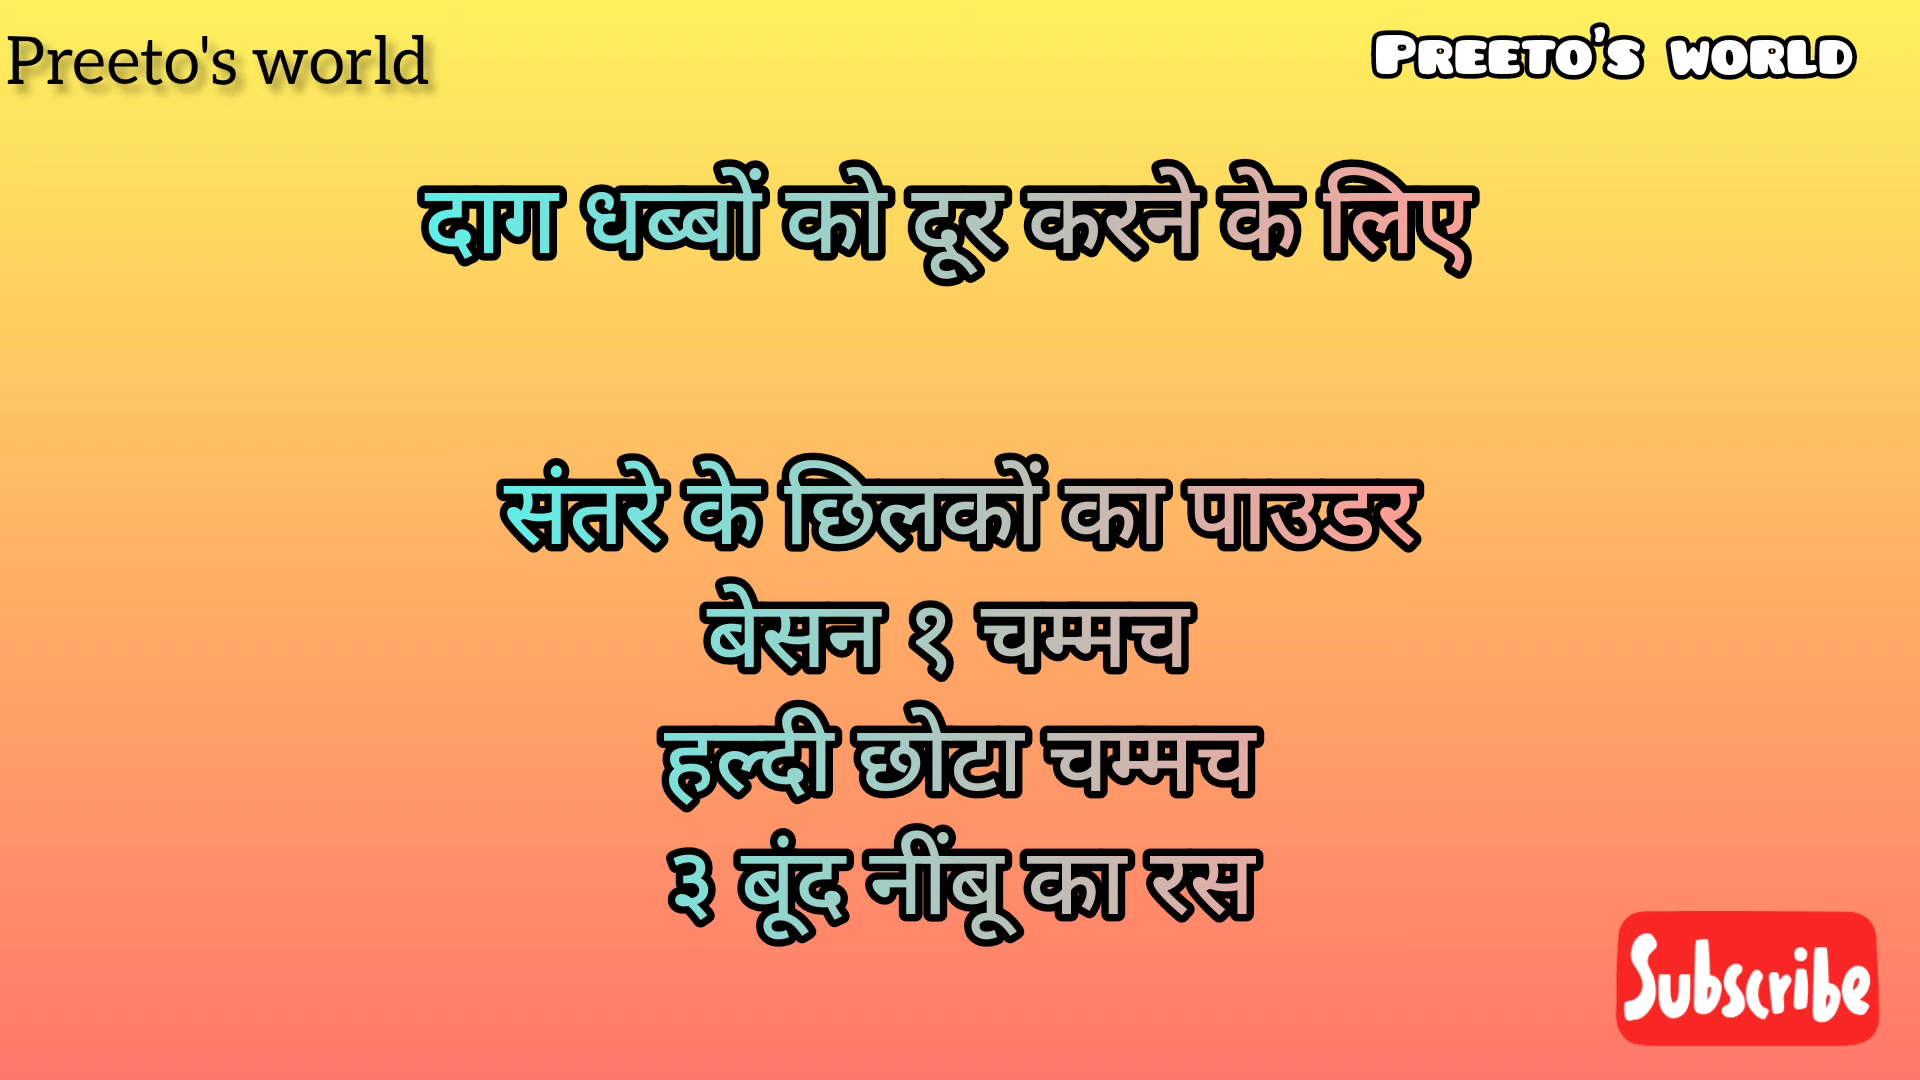 Preeto's world
Preeto's world
दाग धब्बों को दूर करने के लिए
संतरे के छिलकों का पाउडर
बेसन १ चम्मच
हल्दी छोटा चम्मच
३ बूंद नींबू का रस
Subscribe